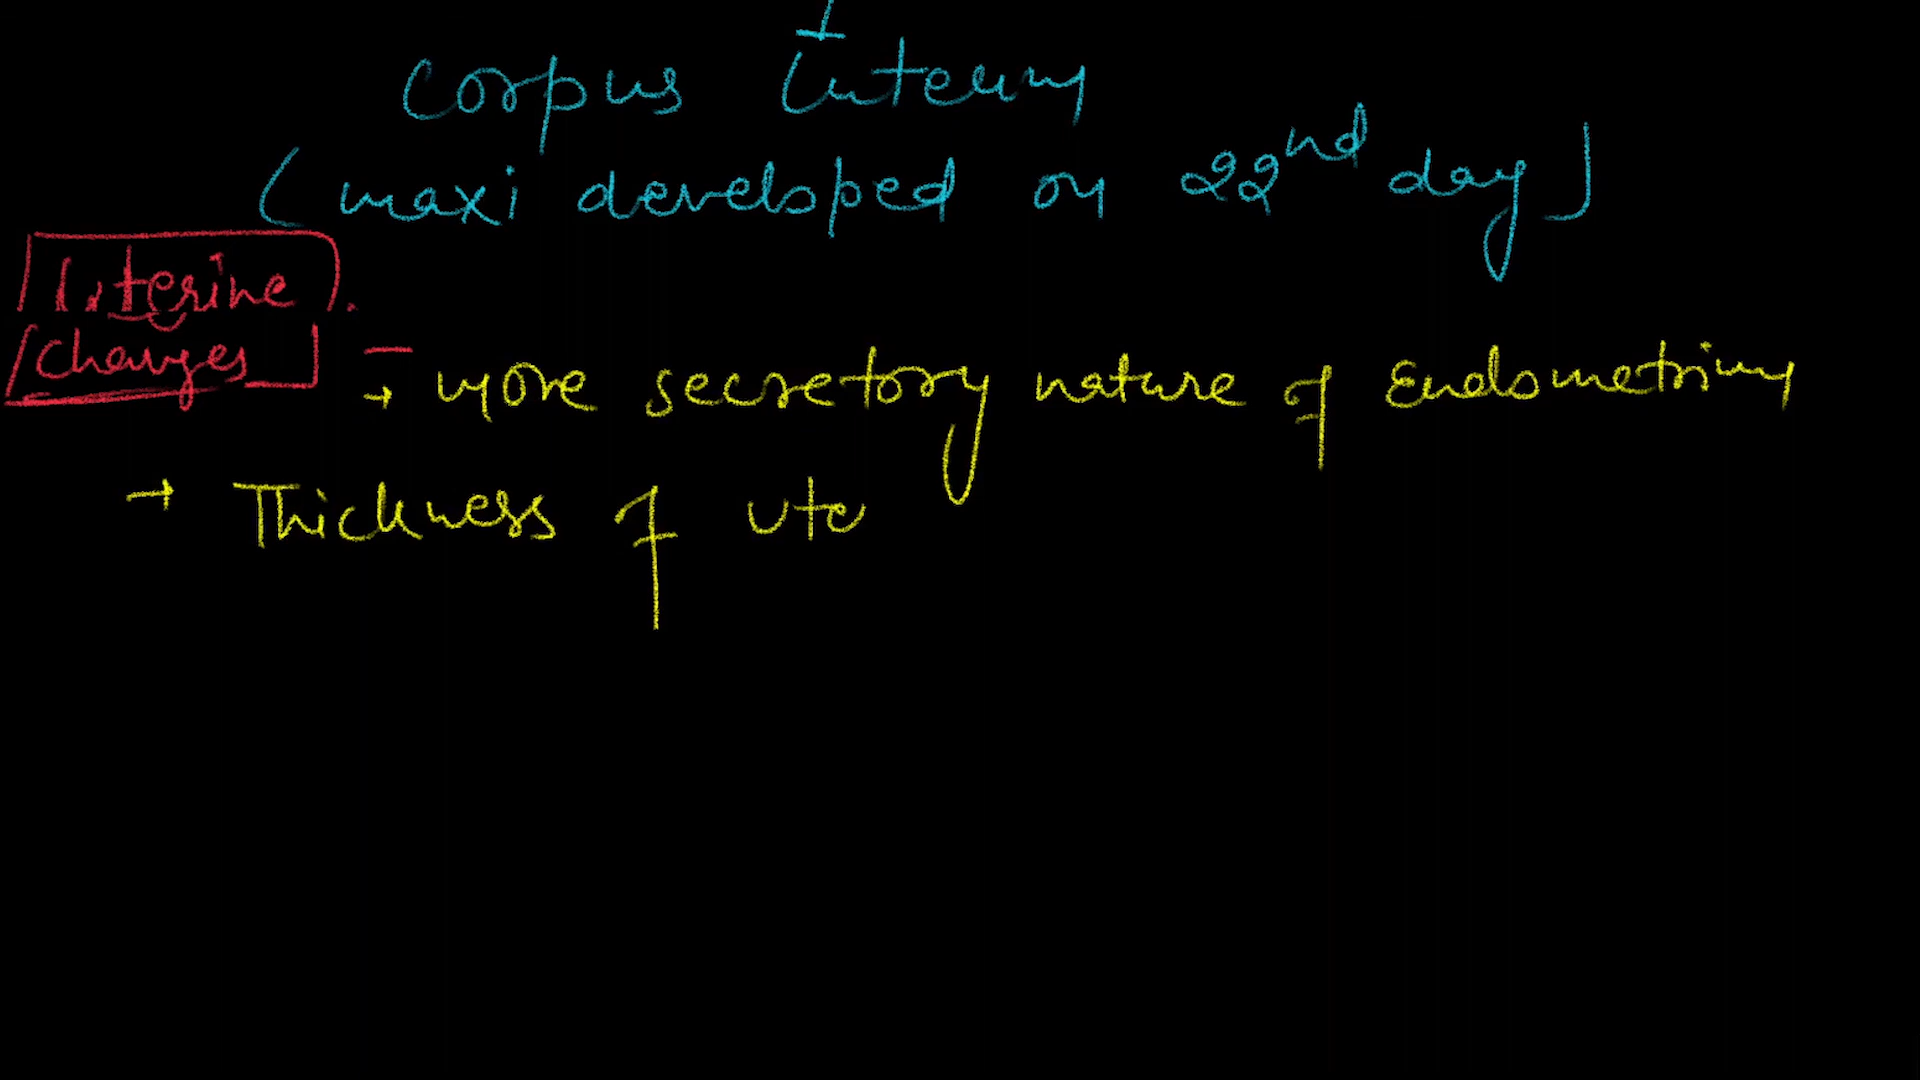 Corpus luteum
(maxi developed on 22nd day)
Uterine
changes
→ more secretory nature of Endometrium
→ Thickness of ute